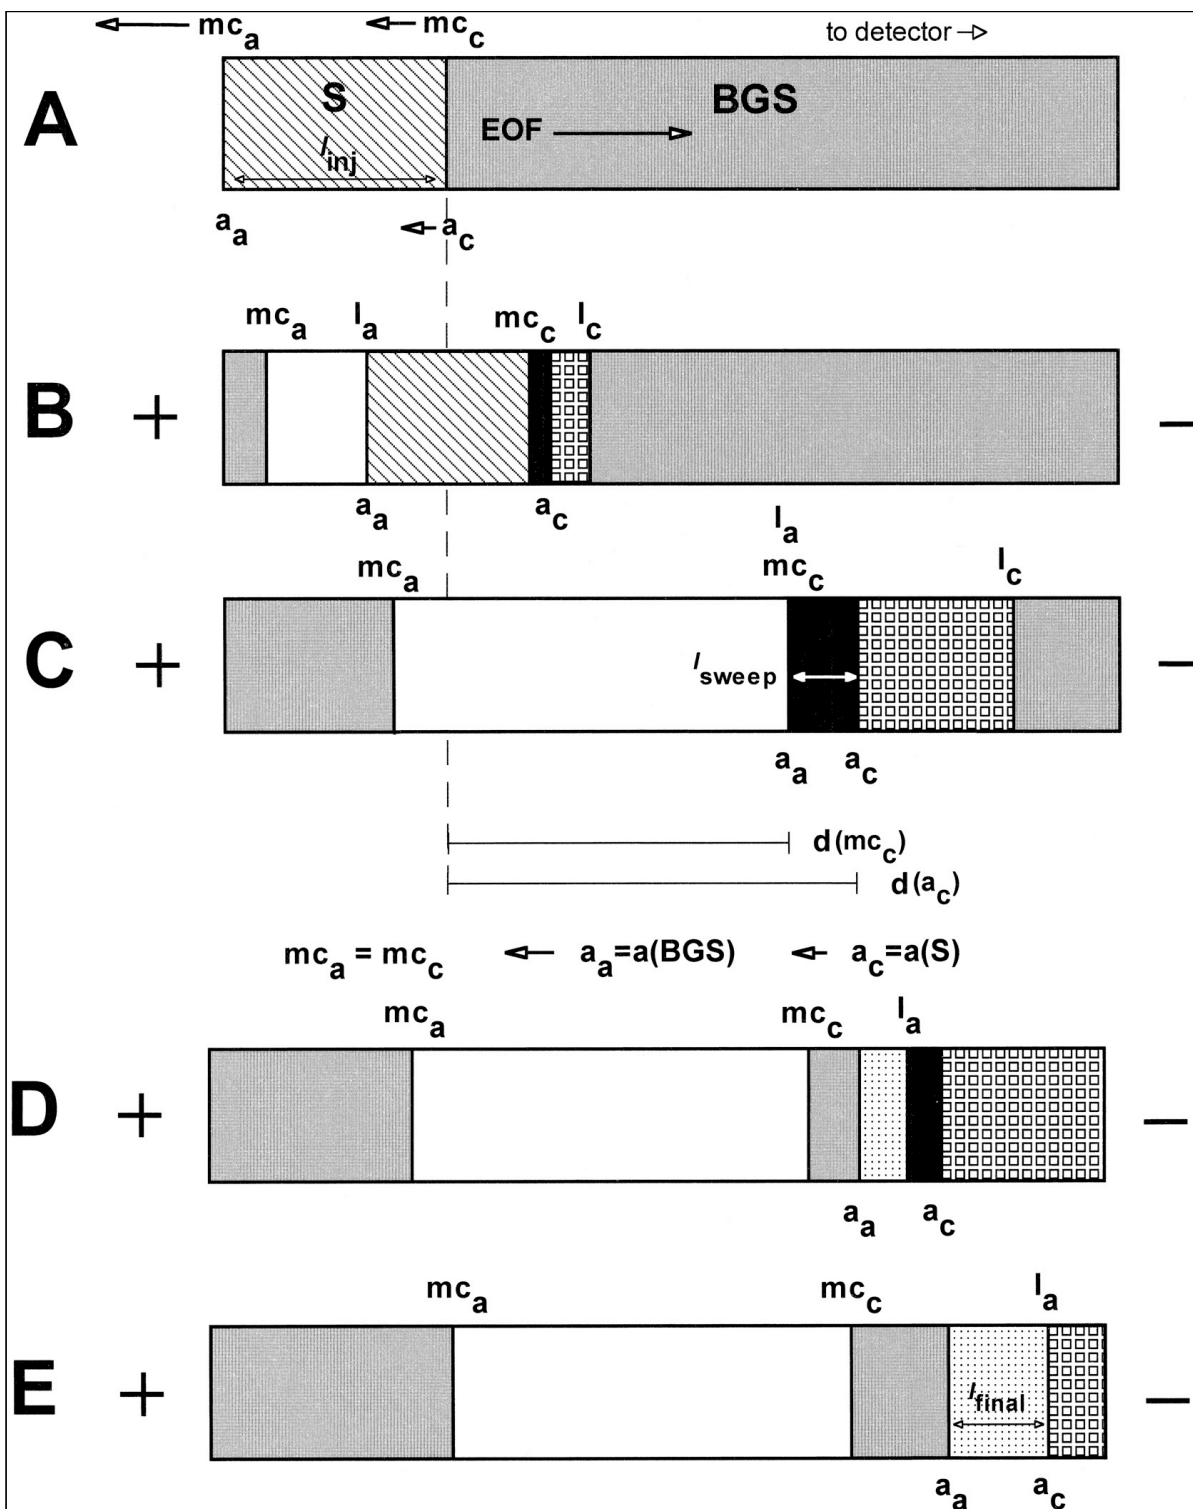 mca mcc to detector
A S BGS
EOF
linj
aa ac
mca la mcc lc
B + −
aa ac
la
mca mcc lc
C + lsweep −
aa ac
d(mcc)
d(ac)
mca = mcc aa=a(BGS) ac=a(S)
mca mcc la
D + −
aa ac
mca mcc la
E + lfinal −
aa ac